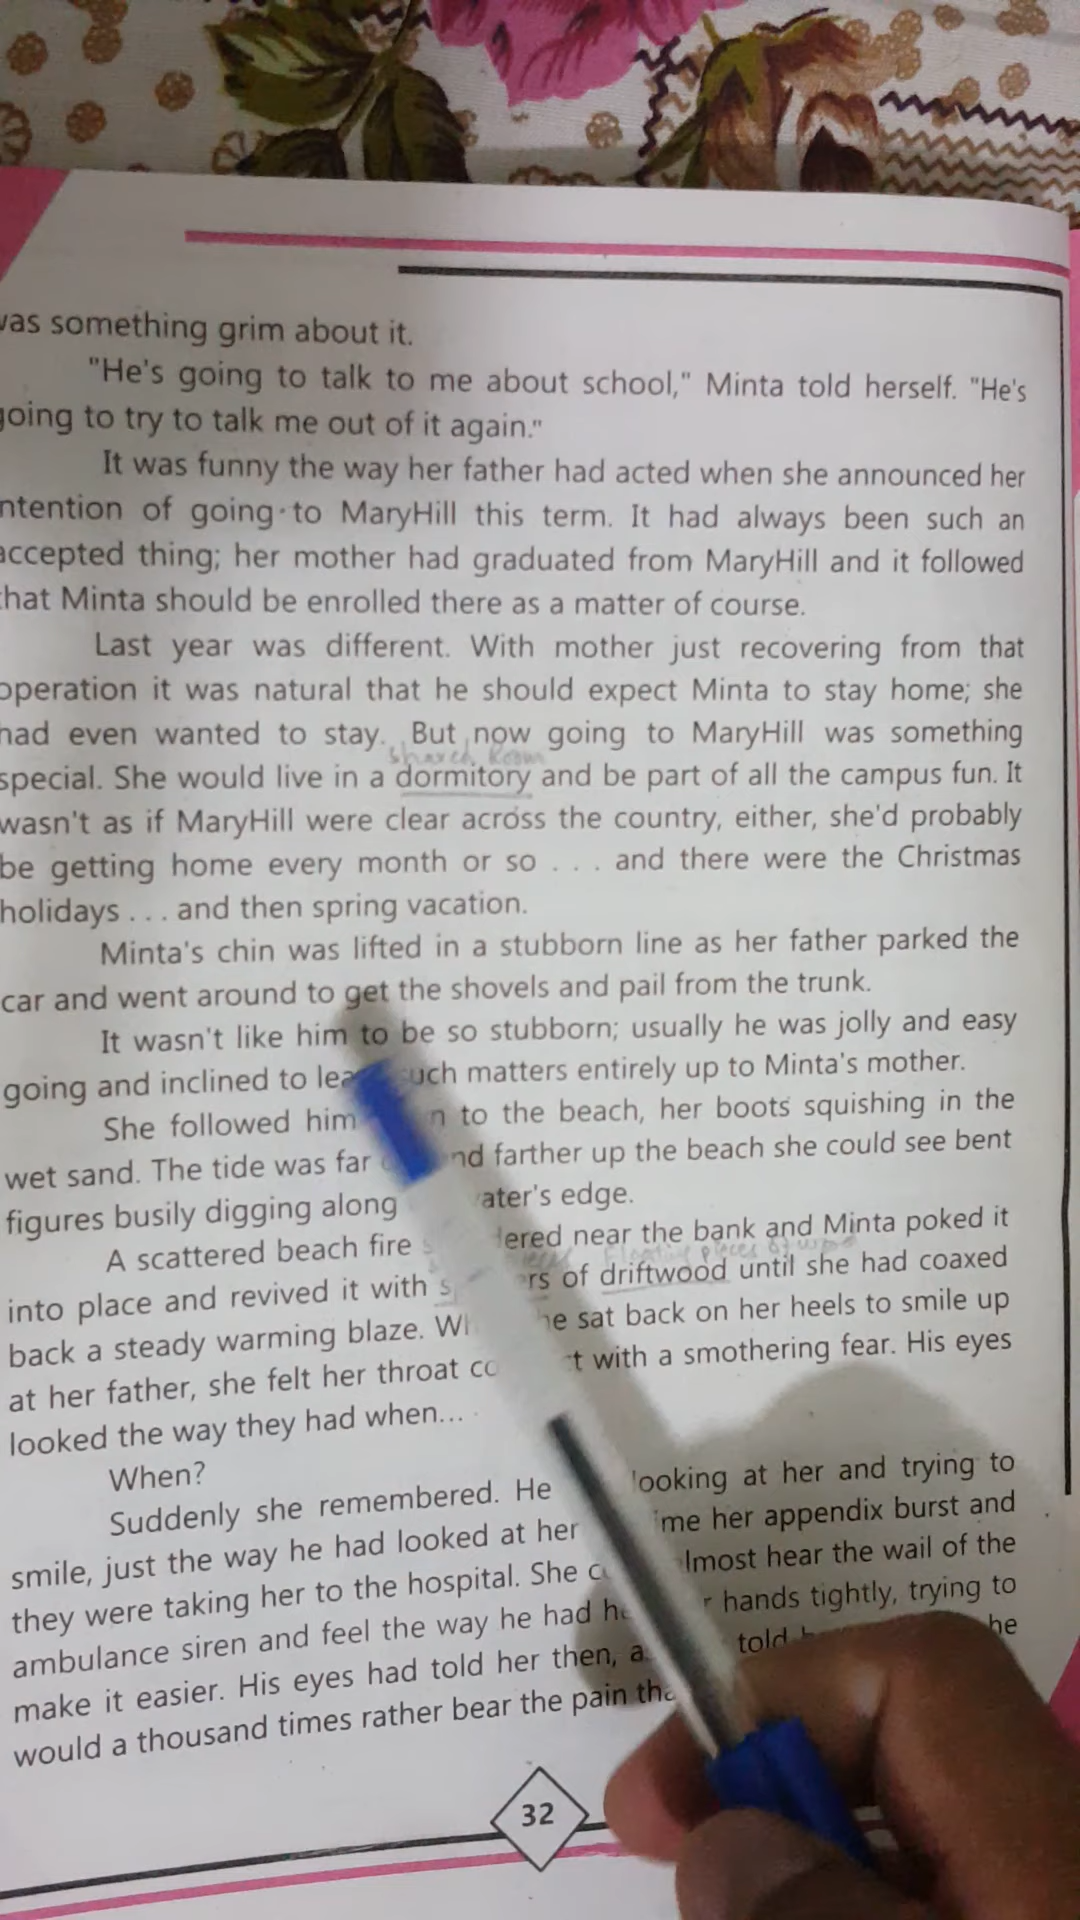 was something grim about it.
"He's going to talk to me about school," Minta told herself. "He's
going to try to talk me out of it again."
It was funny the way her father had acted when she announced her
ntention of going to MaryHill this term. It had always been such an
accepted thing; her mother had graduated from MaryHill and it followed
that Minta should be enrolled there as a matter of course.
Last year was different. With mother just recovering from that
operation it was natural that he should expect Minta to stay home; she
had even wanted to stay. But now going to MaryHill was something
Shared Room
special. She would live in a dormitory and be part of all the campus fun. It
wasn't as if MaryHill were clear across the country, either, she'd probably
be getting home every month or so . . . and there were the Christmas
holidays . . . and then spring vacation.
Minta's chin was lifted in a stubborn line as her father parked the
car and went around to get the shovels and pail from the trunk.
It wasn't like him to be so stubborn; usually he was jolly and easy
going and inclined to uch matters entirely up to Minta's mother.
She followed him to the beach, her boots squishing in the
wet sand. The tide was far nd farther up the beach she could see bent
figures busily digging along ater's edge.
A scattered beach fire ered near the bank and Minta poked it
Floating pieces of wood
into place and revived it with rs of driftwood until she had coaxed
back a steady warming blaze. he sat back on her heels to smile up
at her father, she felt her throat t with a smothering fear. His eyes
looked the way they had when...
When?
Suddenly she remembered. He looking at her and trying to
smile, just the way he had looked at her me her appendix burst and
they were taking her to the hospital. She lmost hear the wail of the
ambulance siren and feel the way he had hands tightly, trying to
make it easier. His eyes had told her then, told he
would a thousand times rather bear the pain
32